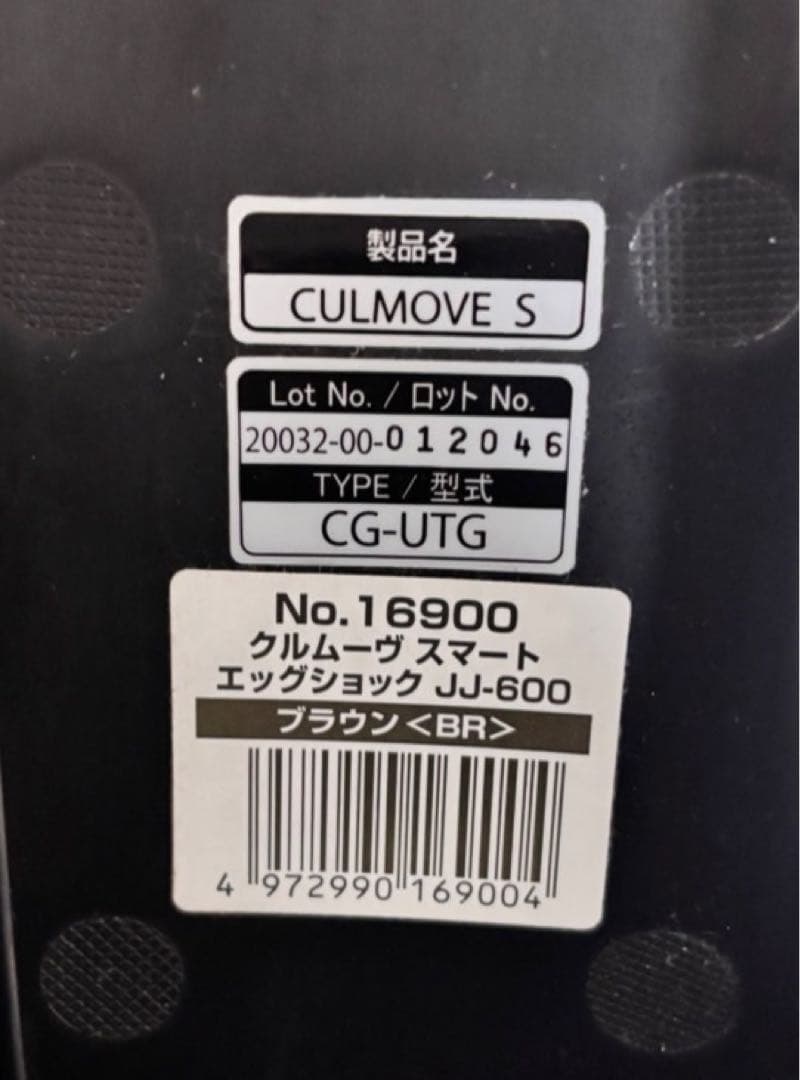 製品名
CULMOVE S
Lot No. / ロット No.
20032-00-012046
TYPE / 型式
CG-UTG
No.16900
クルムーヴ スマート
エッグショック JJ-600
ブラウン<BR>
4 972990 169004